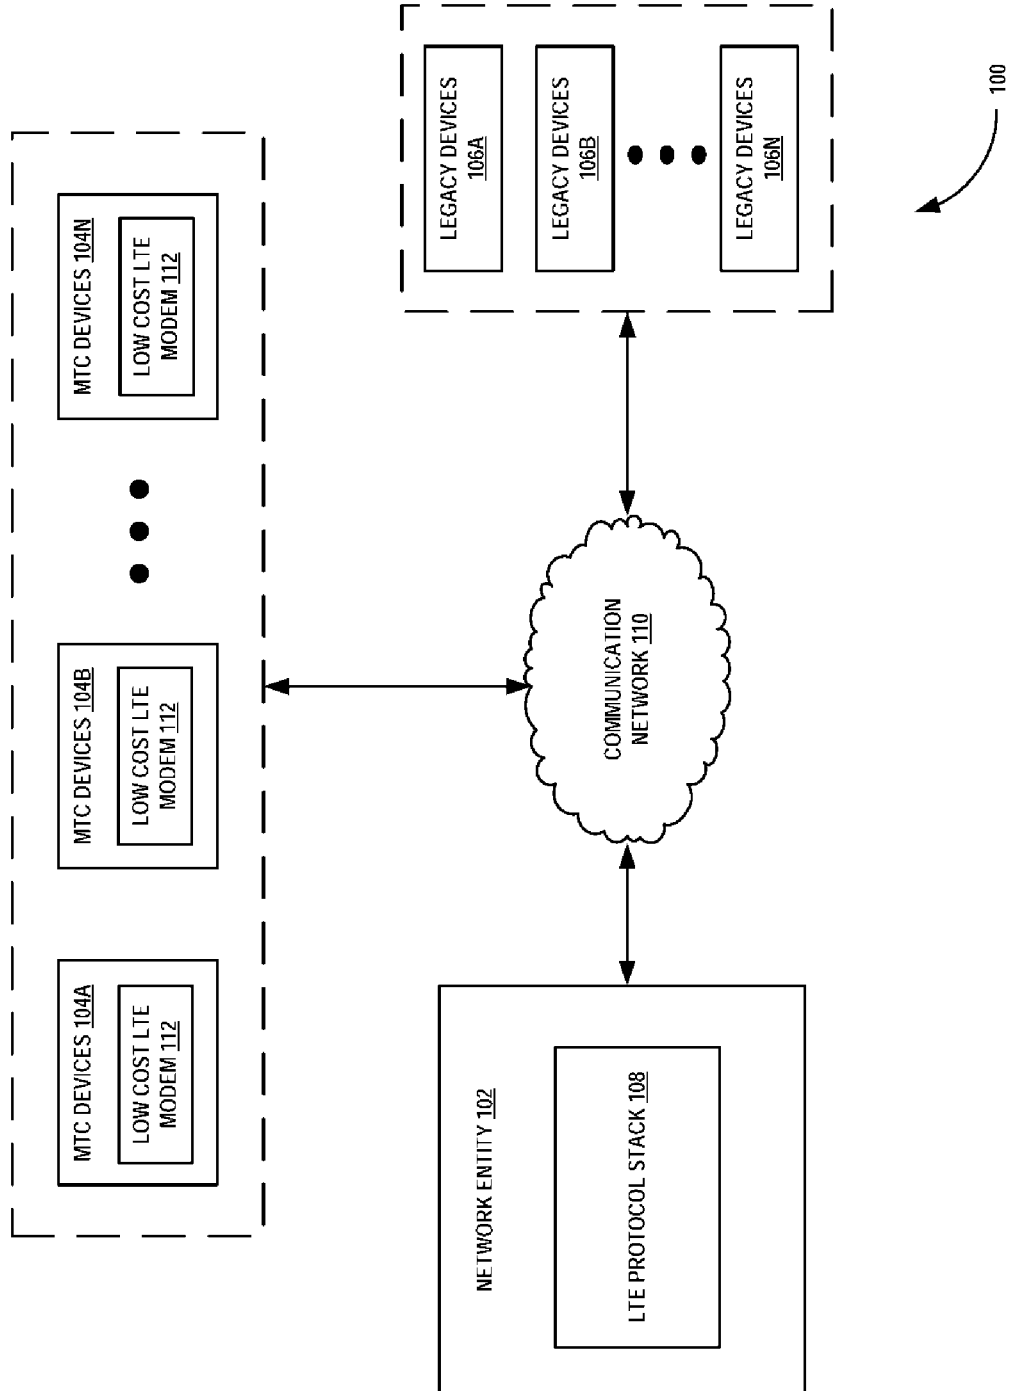 MTC DEVICES 104A
LOW COST LTE
MODEM 112
MTC DEVICES 104B
LOW COST LTE
MODEM 112
MTC DEVICES 104N
LOW COST LTE
MODEM 112
NETWORK ENTITY 102
LTE PROTOCOL STACK 108
COMMUNICATION
NETWORK 110
LEGACY DEVICES
106A
LEGACY DEVICES
106B
LEGACY DEVICES
106N
100